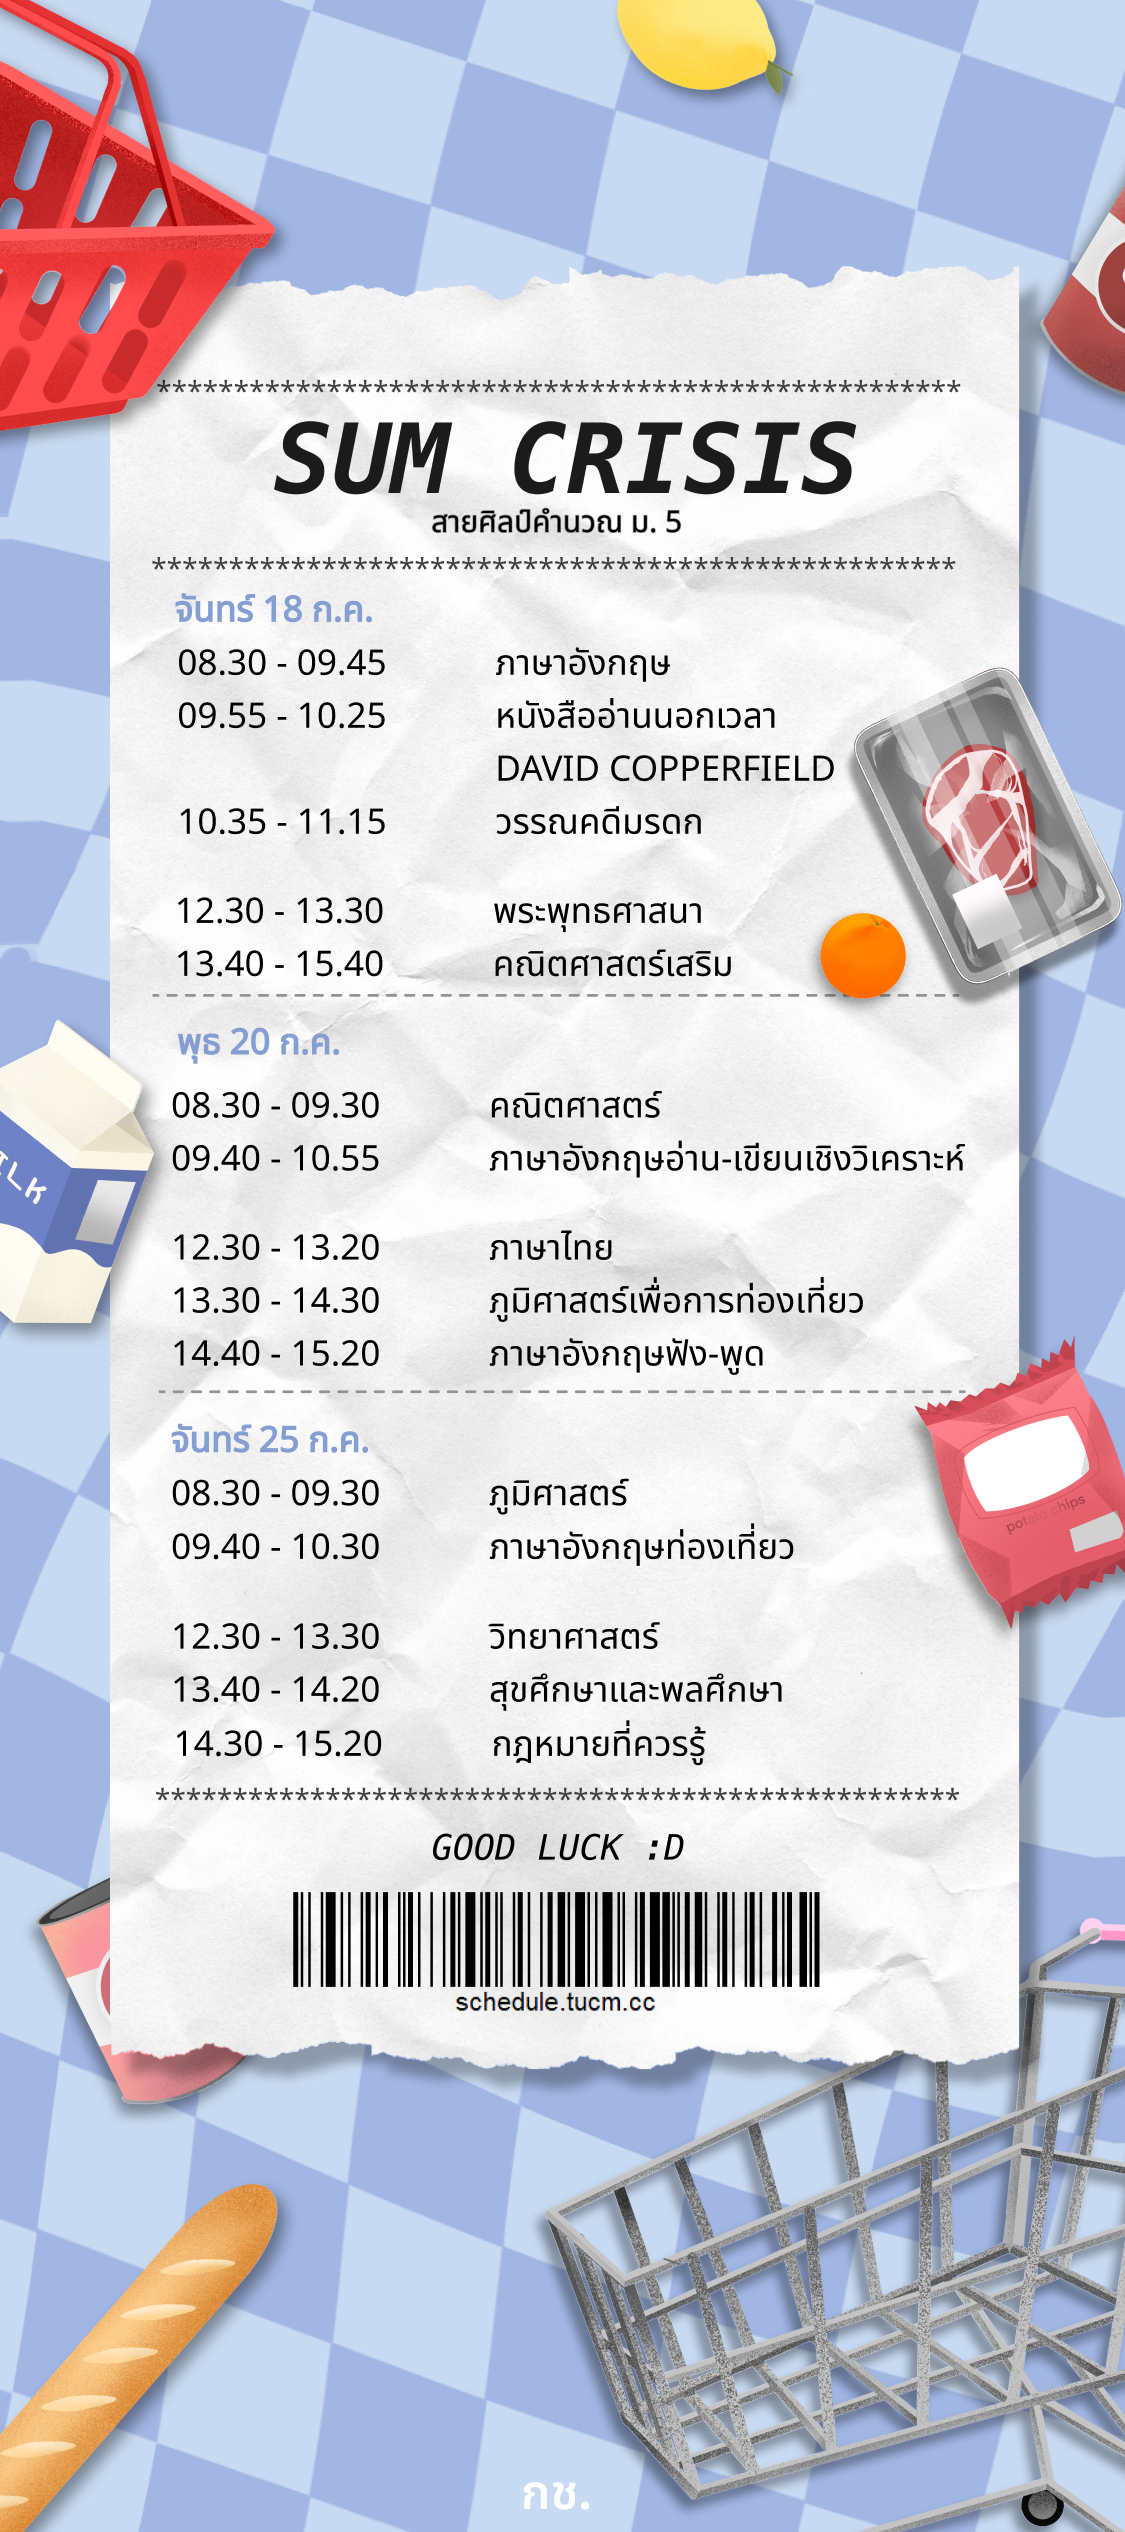 ***************************************************
SUM CRISIS
สายศิลป์คำนวณ ม. 5
***************************************************
จันทร์ 18 ก.ค.
08.30 - 09.45 ภาษาอังกฤษ
09.55 - 10.25 หนังสืออ่านนอกเวลา
DAVID COPPERFIELD
10.35 - 11.15 วรรณคดีมรดก
12.30 - 13.30 พระพุทธศาสนา
13.40 - 15.40 คณิตศาสตร์เสริม
พุธ 20 ก.ค.
08.30 - 09.30 คณิตศาสตร์
09.40 - 10.55 ภาษาอังกฤษอ่าน-เขียนเชิงวิเคราะห์
12.30 - 13.20 ภาษาไทย
13.30 - 14.30 ภูมิศาสตร์เพื่อการท่องเที่ยว
14.40 - 15.20 ภาษาอังกฤษฟัง-พูด
จันทร์ 25 ก.ค.
08.30 - 09.30 ภูมิศาสตร์
09.40 - 10.30 ภาษาอังกฤษท่องเที่ยว
potato chips
12.30 - 13.30 วิทยาศาสตร์
13.40 - 14.20 สุขศึกษาและพลศึกษา
14.30 - 15.20 กฎหมายที่ควรรู้
***************************************************
GOOD LUCK :D
schedule.tucm.cc
กช.